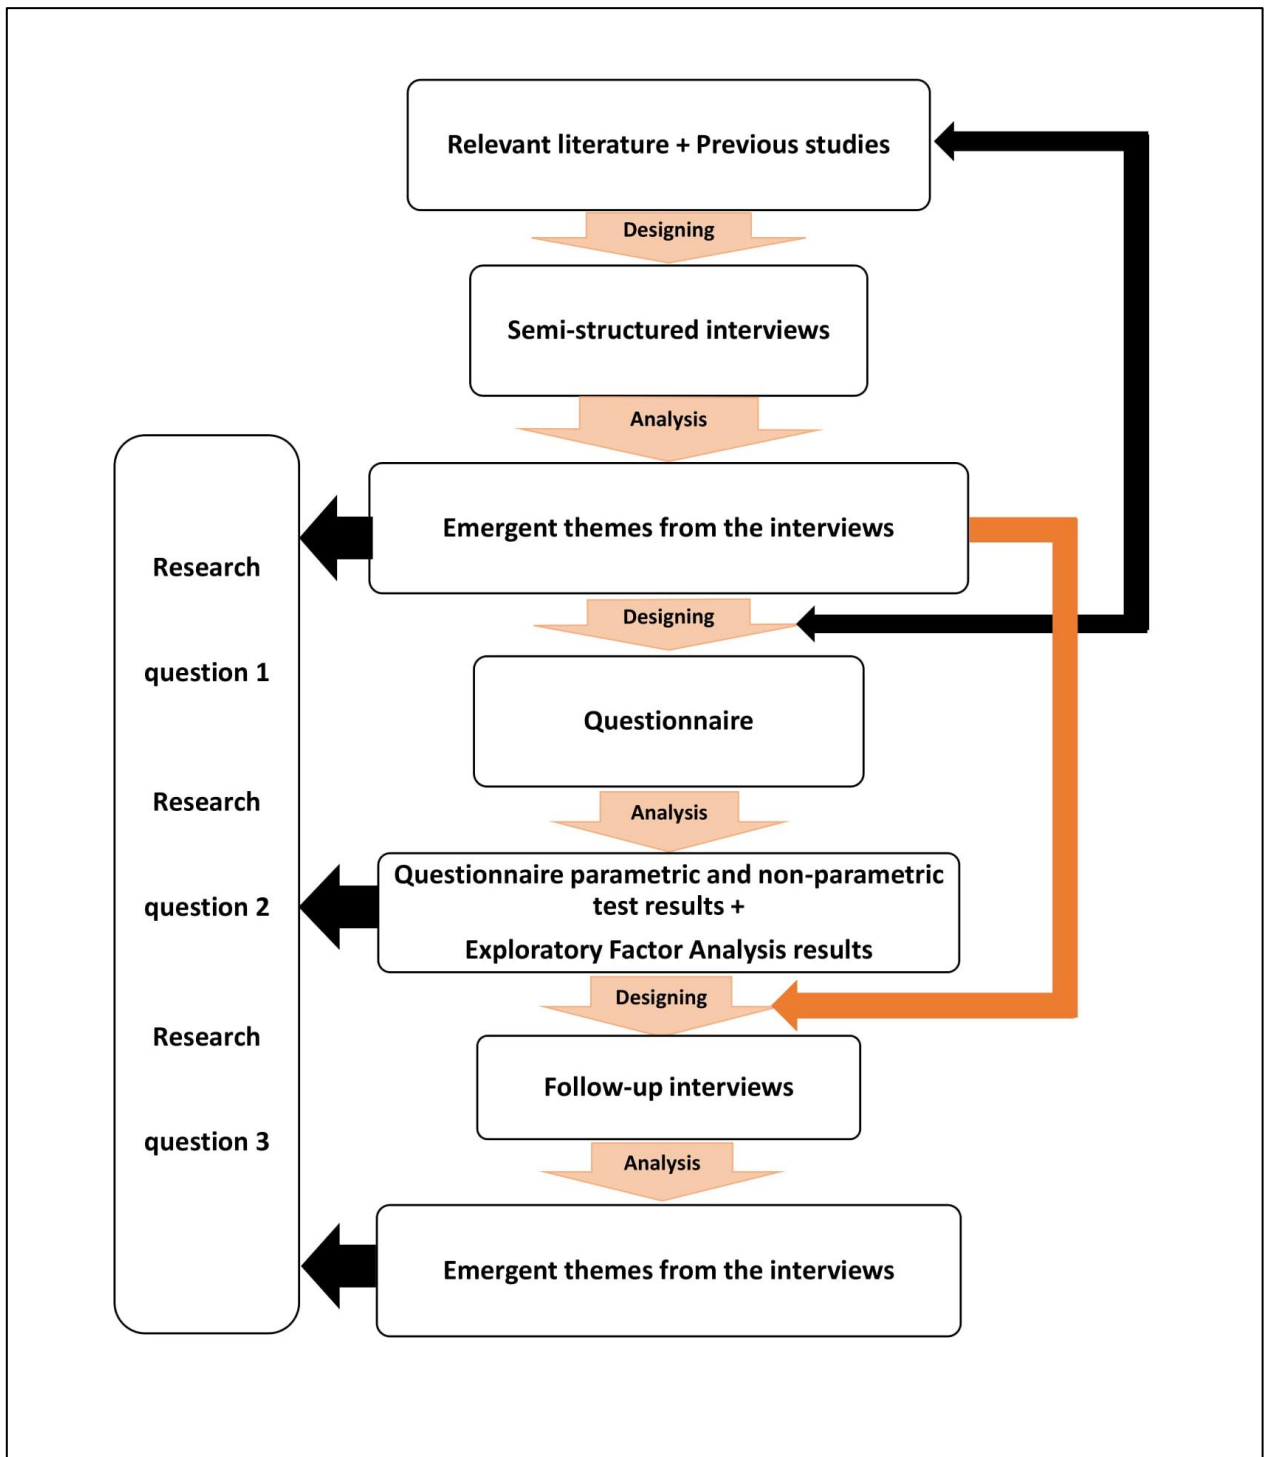 Relevant literature + Previous studies
Designing
Semi-structured interviews
Analysis
Emergent themes from the interviews
Designing
Questionnaire
Analysis
Questionnaire parametric and non-parametric
test results +
Exploratory Factor Analysis results
Designing
Follow-up interviews
Analysis
Emergent themes from the interviews
Research
question 1
Research
question 2
Research
question 3